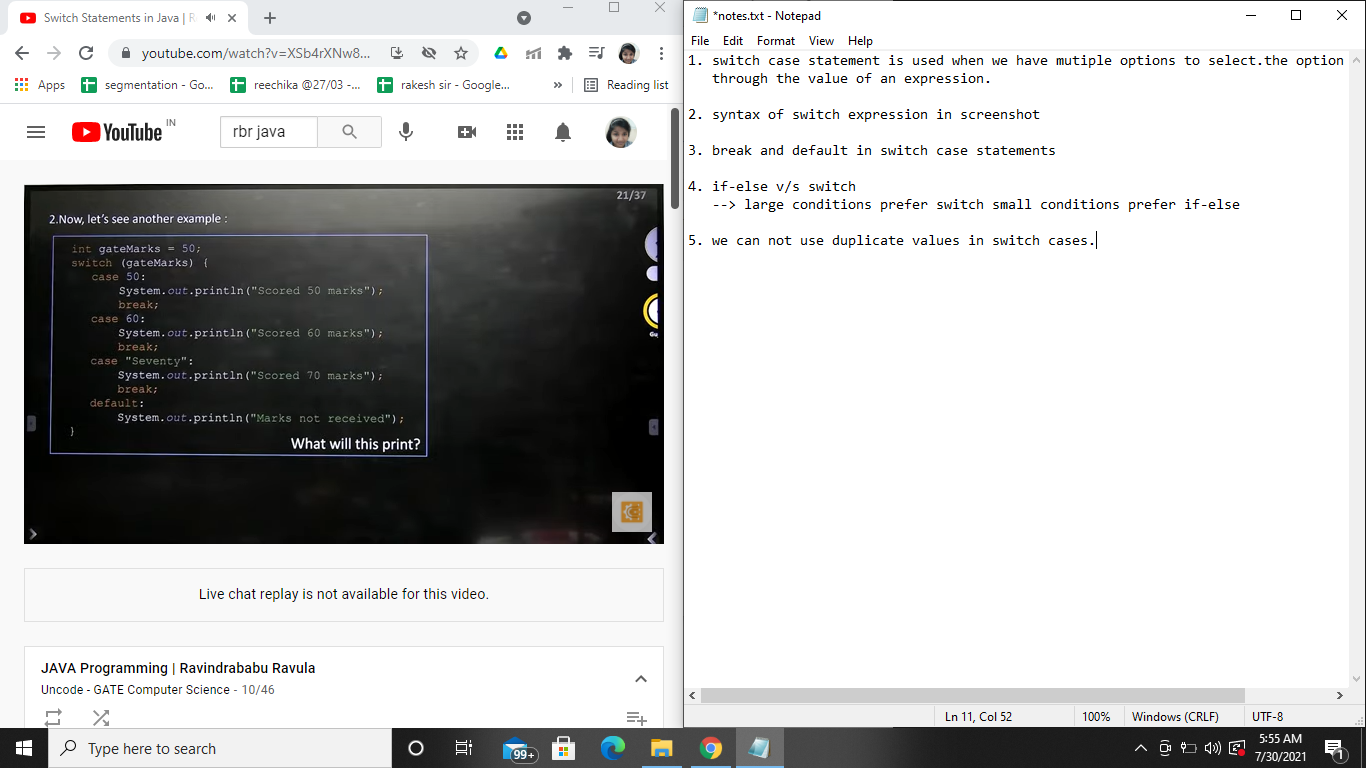 Switch Statements in Java | R
youtube.com/watch?v=XSb4rXNw8...
Apps
segmentation - Go...
reechika @27/03 -...
rakesh sir - Google...
»
Reading list
YouTube IN
rbr java
21/37
2.Now, let's see another example :
int gateMarks = 50;
switch (gateMarks) {
case 50:
System.out.println("Scored 50 marks");
break;
case 60:
System.out.println("Scored 60 marks");
break;
case "Seventy":
System.out.println("Scored 70 marks");
break;
default:
System.out.println("Marks not received");
}
What will this print?
Live chat replay is not available for this video.
JAVA Programming | Ravindrababu Ravula
Uncode - GATE Computer Science - 10/46
*notes.txt - Notepad
File Edit Format View Help
1. switch case statement is used when we have mutiple options to select.the option
through the value of an expression.
2. syntax of switch expression in screenshot
3. break and default in switch case statements
4. if-else v/s switch
--> large conditions prefer switch small conditions prefer if-else
5. we can not use duplicate values in switch cases.
Ln 11, Col 52
100%
Windows (CRLF)
UTF-8
Type here to search
99+
5:55 AM
7/30/2021
1